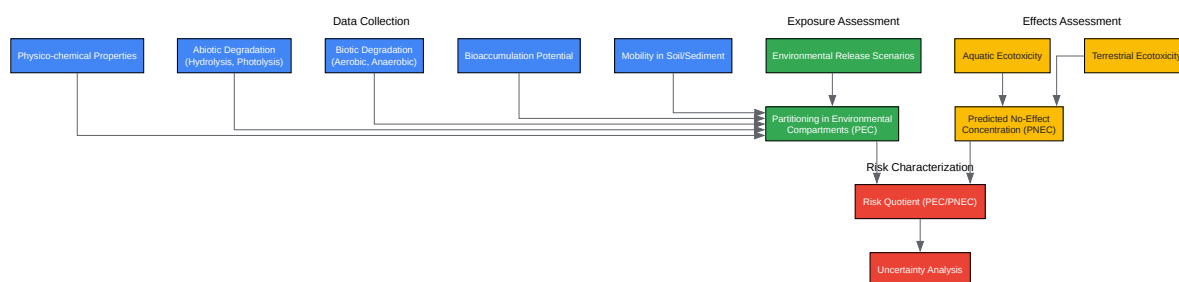 Data Collection
Exposure Assessment
Effects Assessment
Physico-chemical Properties
Abiotic Degradation
(Hydrolysis, Photolysis)
Biotic Degradation
(Aerobic, Anaerobic)
Bioaccumulation Potential
Mobility in Soil/Sediment
Environmental Release Scenarios
Aquatic Ecotoxicity
Terrestrial Ecotoxicity
Partitioning in Environmental
Compartments (PEC)
Predicted No-Effect
Concentration (PNEC)
Risk Characterization
Risk Quotient (PEC/PNEC)
Uncertainty Analysis